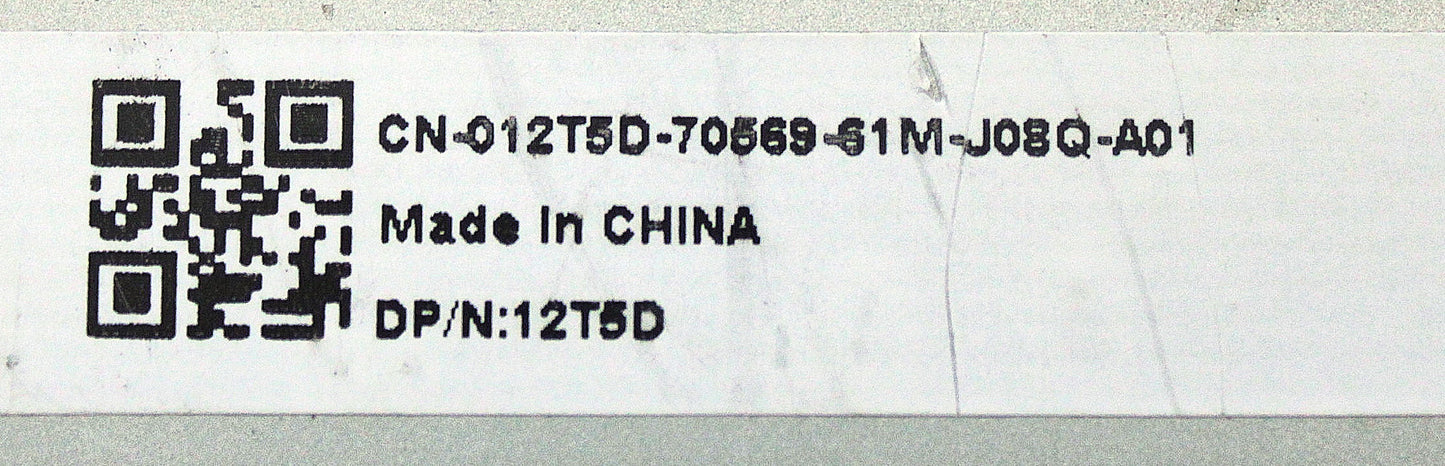 CN-012T5D-70569-61M-J08Q-A01
Made In CHINA
DP/N:12T5D